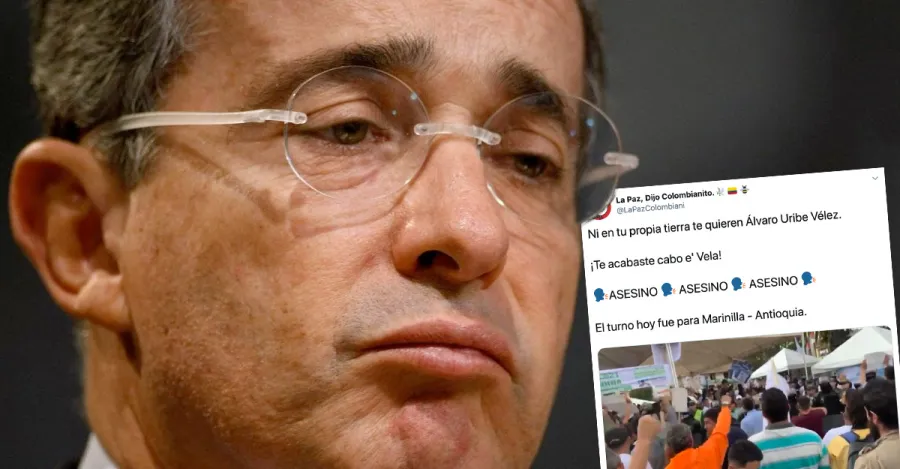 La Paz, Dijo Colombianito. 🕊️ 🇨🇴 🐝
@LaPazColombiani
Ni en tu propia tierra te quieren Álvaro Uribe Vélez.
¡Te acabaste cabo e' Vela!
🗣️ASESINO 🗣️ ASESINO 🗣️ ASESINO 🗣️
El turno hoy fue para Marinilla - Antioquia.